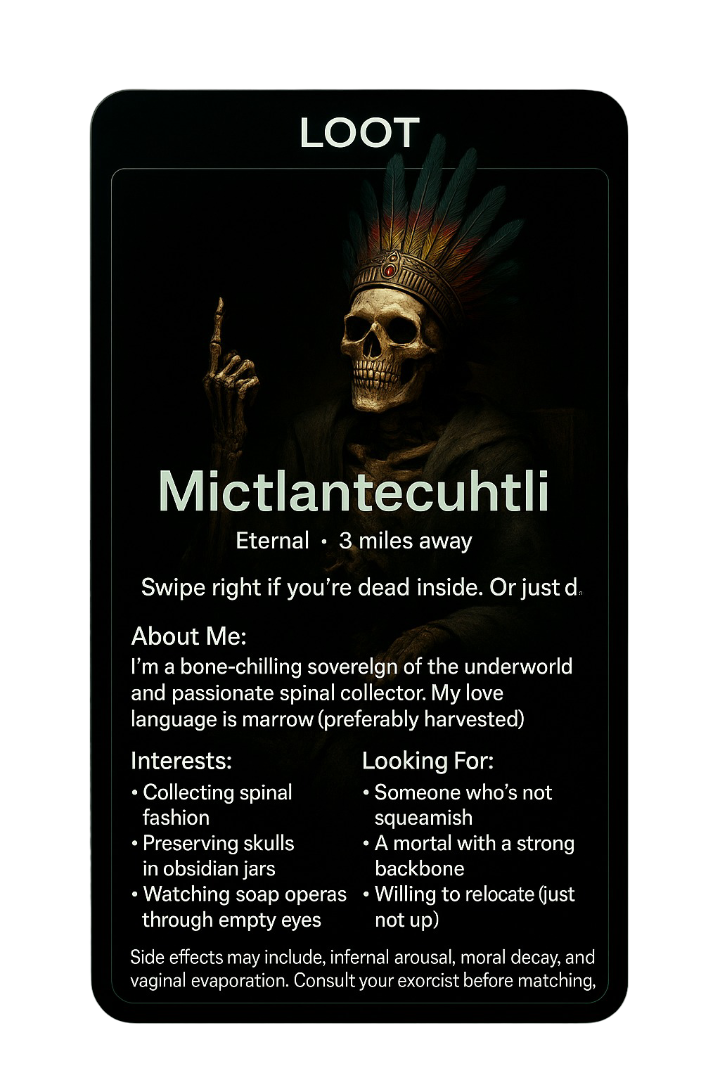 LOOT
Mictlantecuhtli
Eternal • 3 miles away
Swipe right if you're dead inside. Or just d
About Me:
I'm a bone-chilling sovereIgn of the underworld
and passionate spinal collector. My love
language is marrow (preferably harvested)
Interests:
• Collecting spinal
fashion
• Preserving skulls
in obsidian jars
• Watching soap operas
through empty eyes
Looking For:
• Someone who's not
squeamish
• A mortal with a strong
backbone
• Willing to relocate (just
not up)
Side effects may include, infernal arousal, moral decay, and
vaginal evaporation. Consult your exorcist before matching,